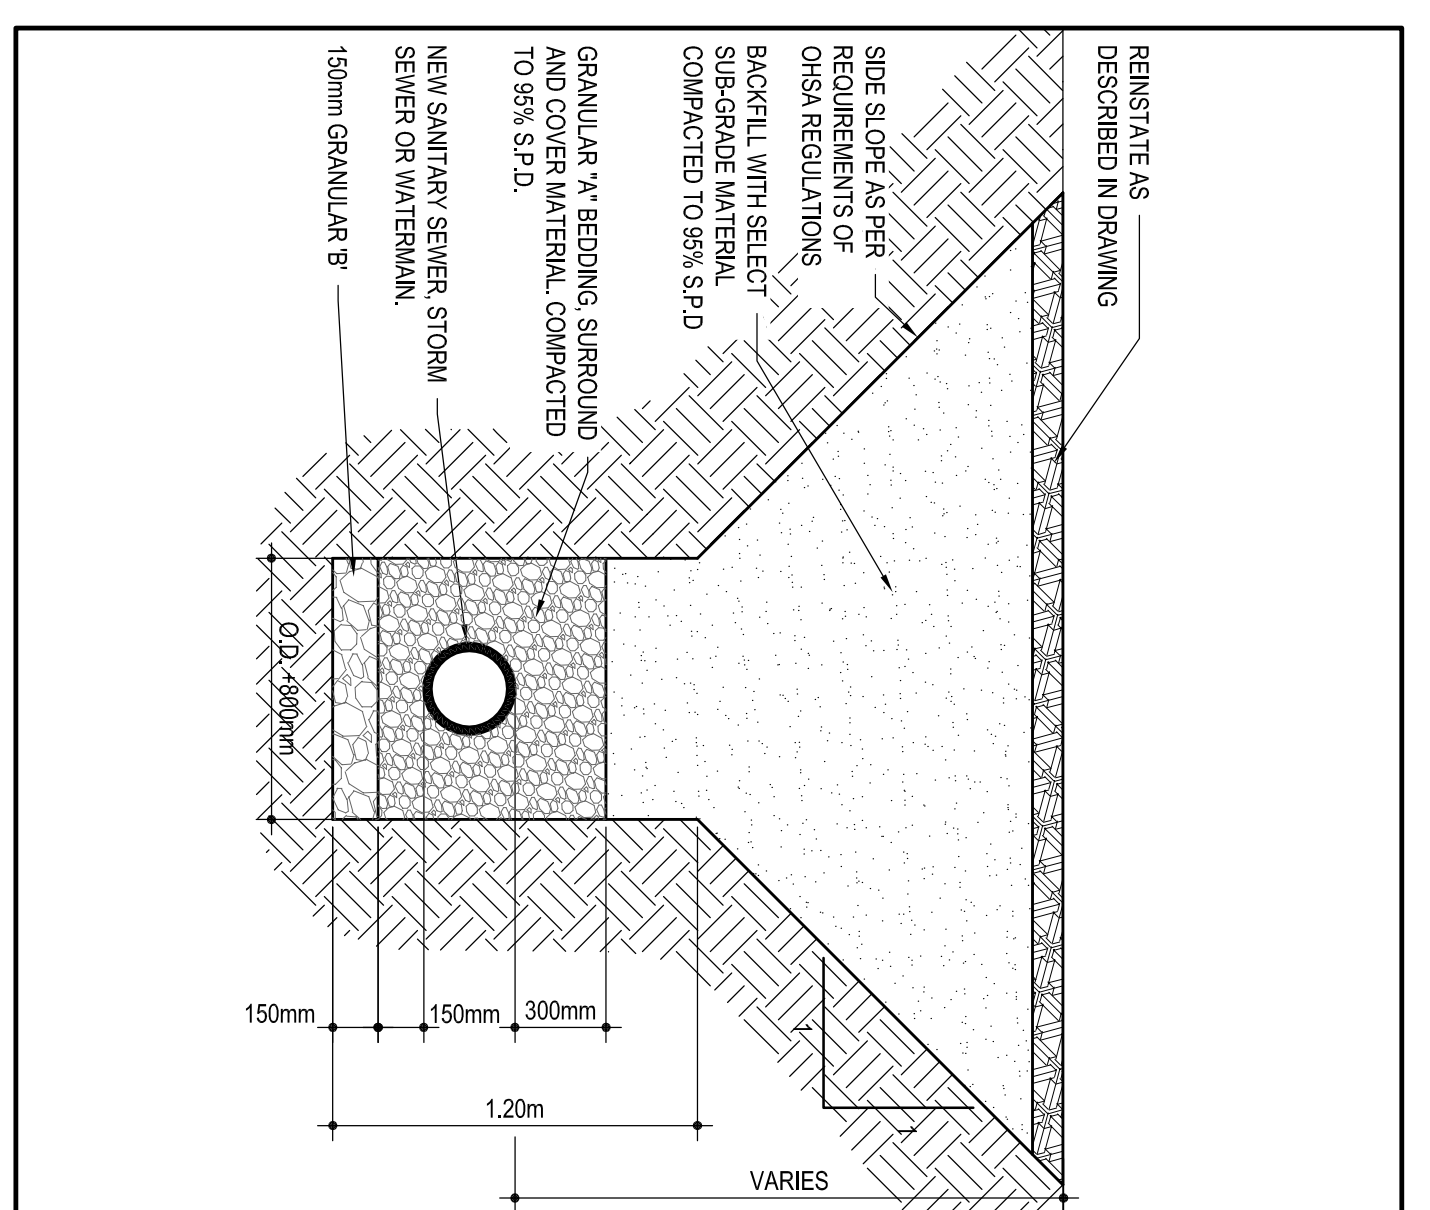 REINSTATE AS
DESCRIBED IN DRAWING
SIDE SLOPE AS PER
REQUIREMENTS OF
OHSA REGULATIONS
BACKFILL WITH SELECT
SUB-GRADE MATERIAL
COMPACTED TO 95% S.P.D
GRANULAR "A" BEDDING, SURROUND
AND COVER MATERIAL. COMPACTED
TO 95% S.P.D.
NEW SANITARY SEWER, STORM
SEWER OR WATERMAIN.
150mm GRANULAR 'B'
O.D. +800mm
1
1
150mm
150mm
300mm
1.20m
VARIES